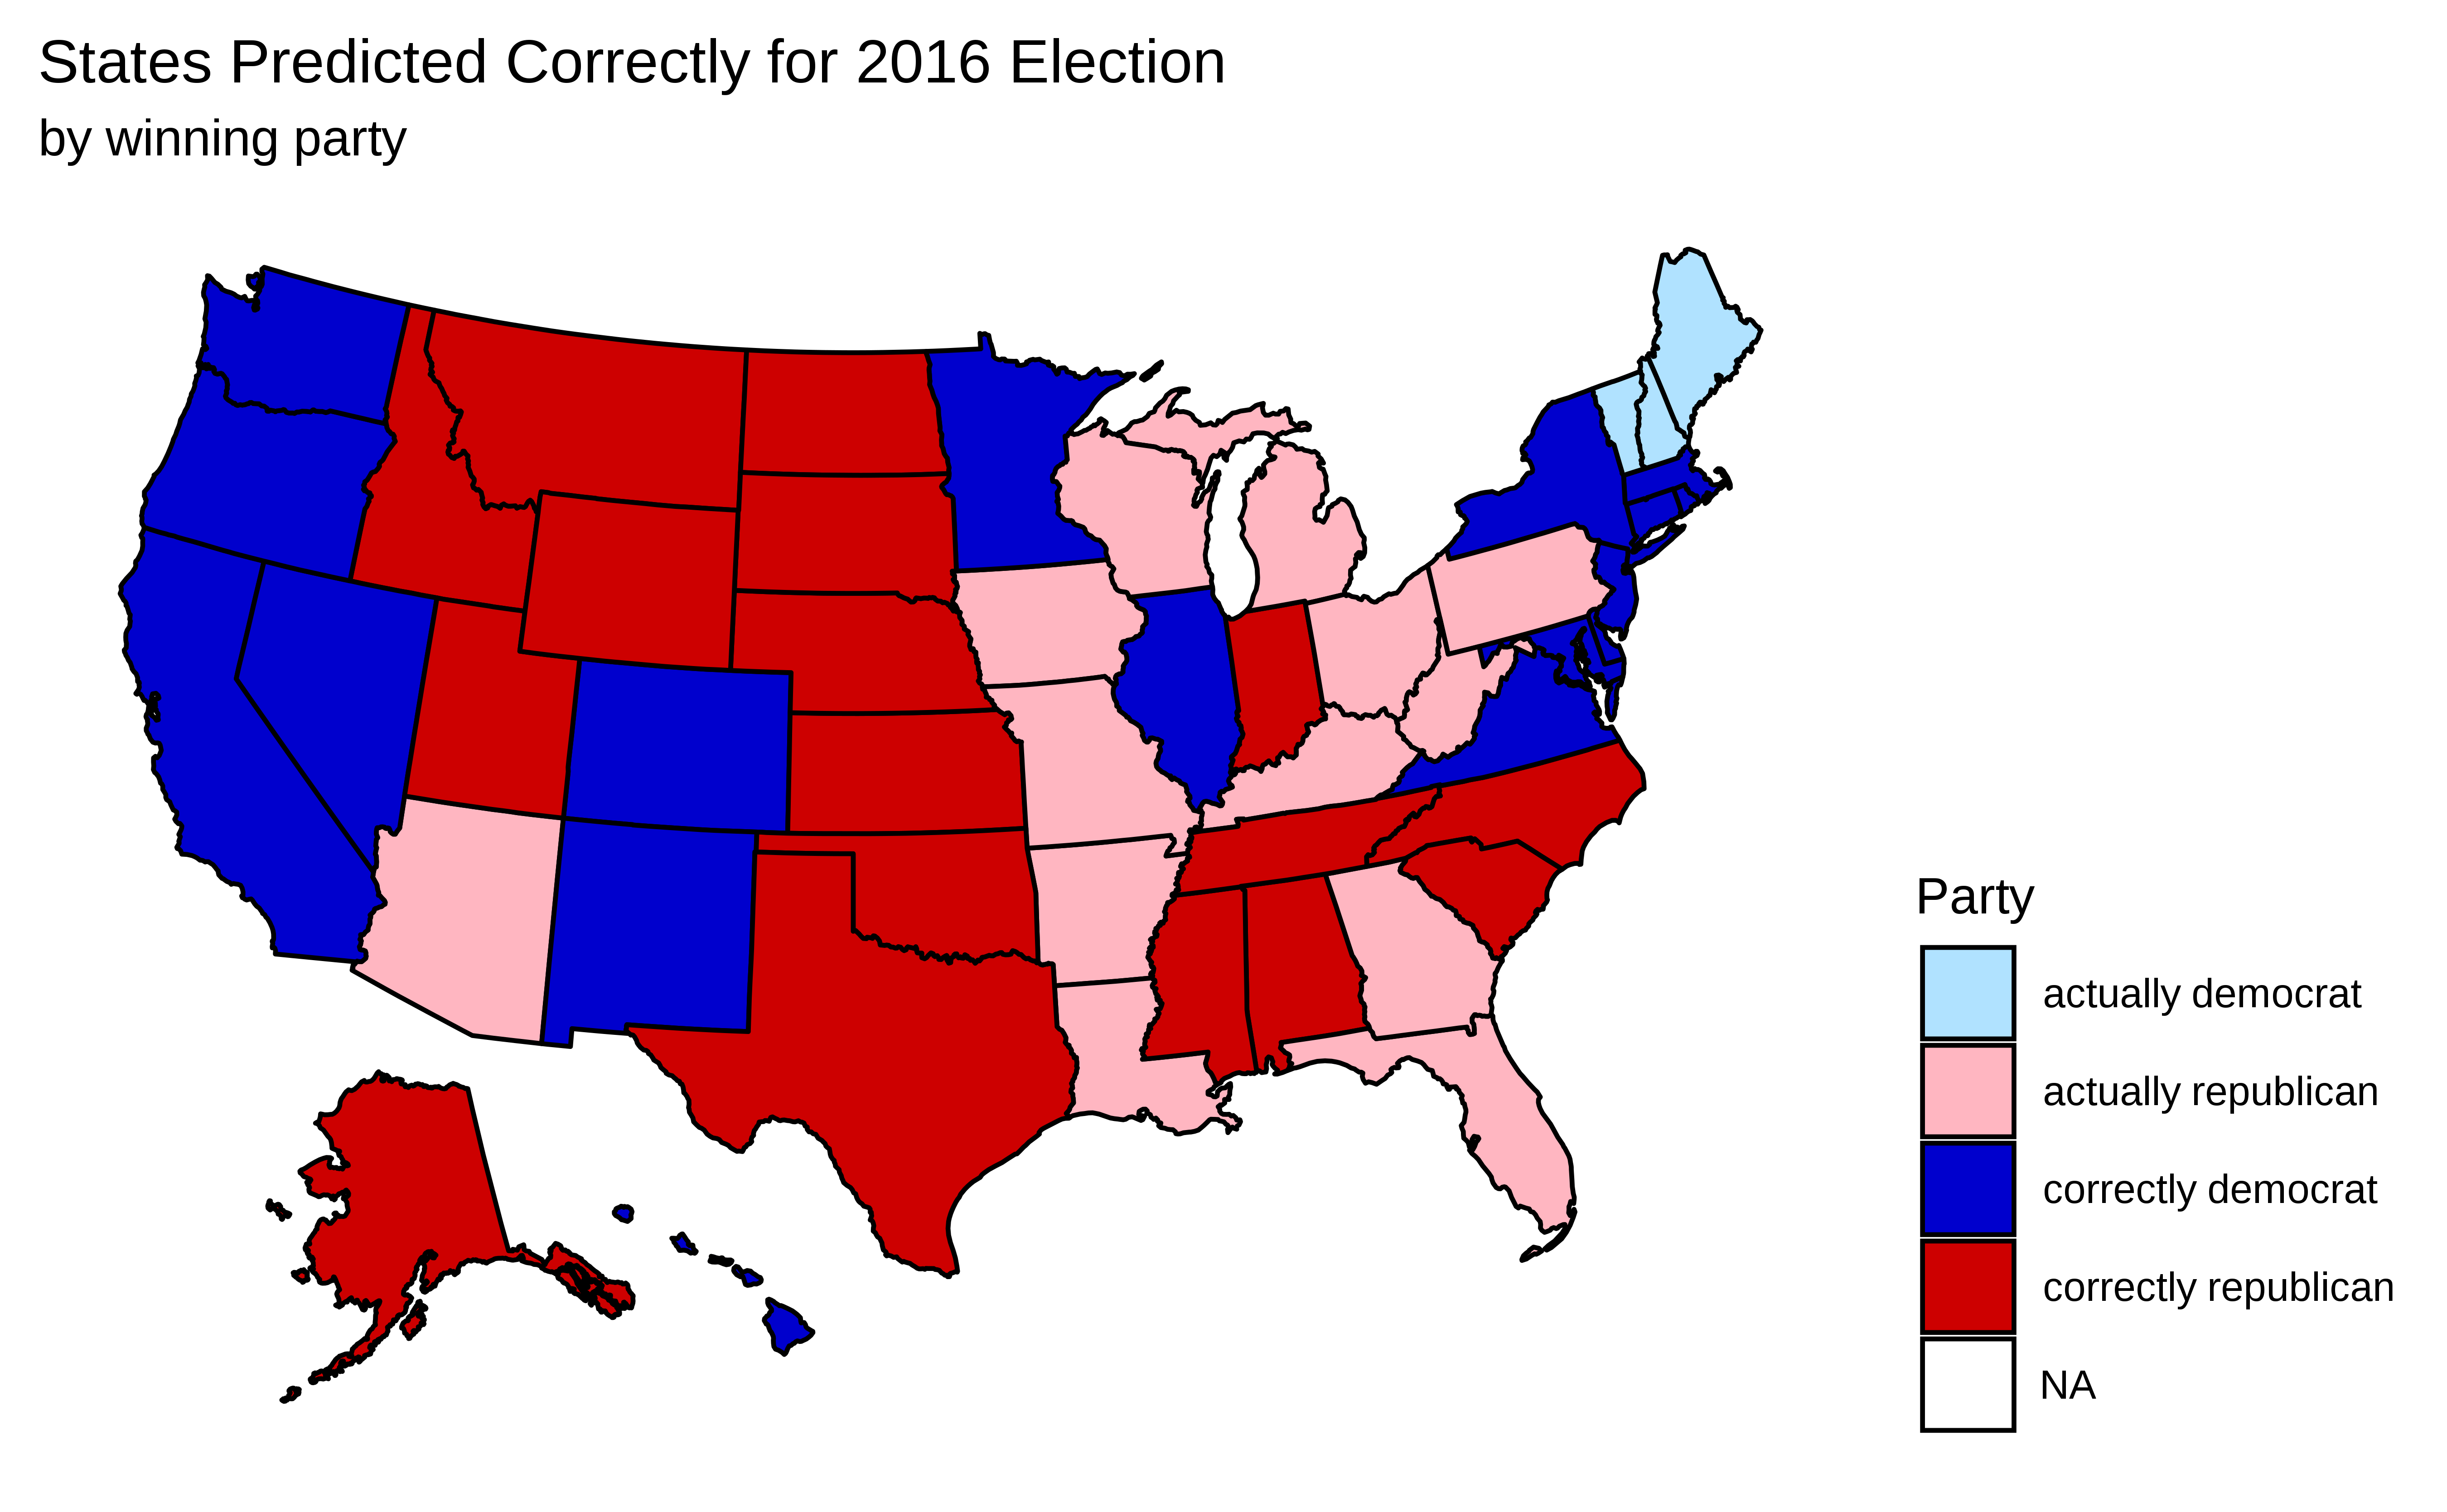 States Predicted Correctly for 2016 Election
by winning party
Party
actually democrat
actually republican
correctly democrat
correctly republican
NA